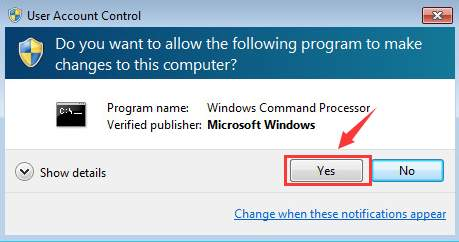 User Account Control
Do you want to allow the following program to make
changes to this computer?
C:\_
Program name: Windows Command Processor
Verified publisher: Microsoft Windows
Show details
Yes
No
Change when these notifications appear